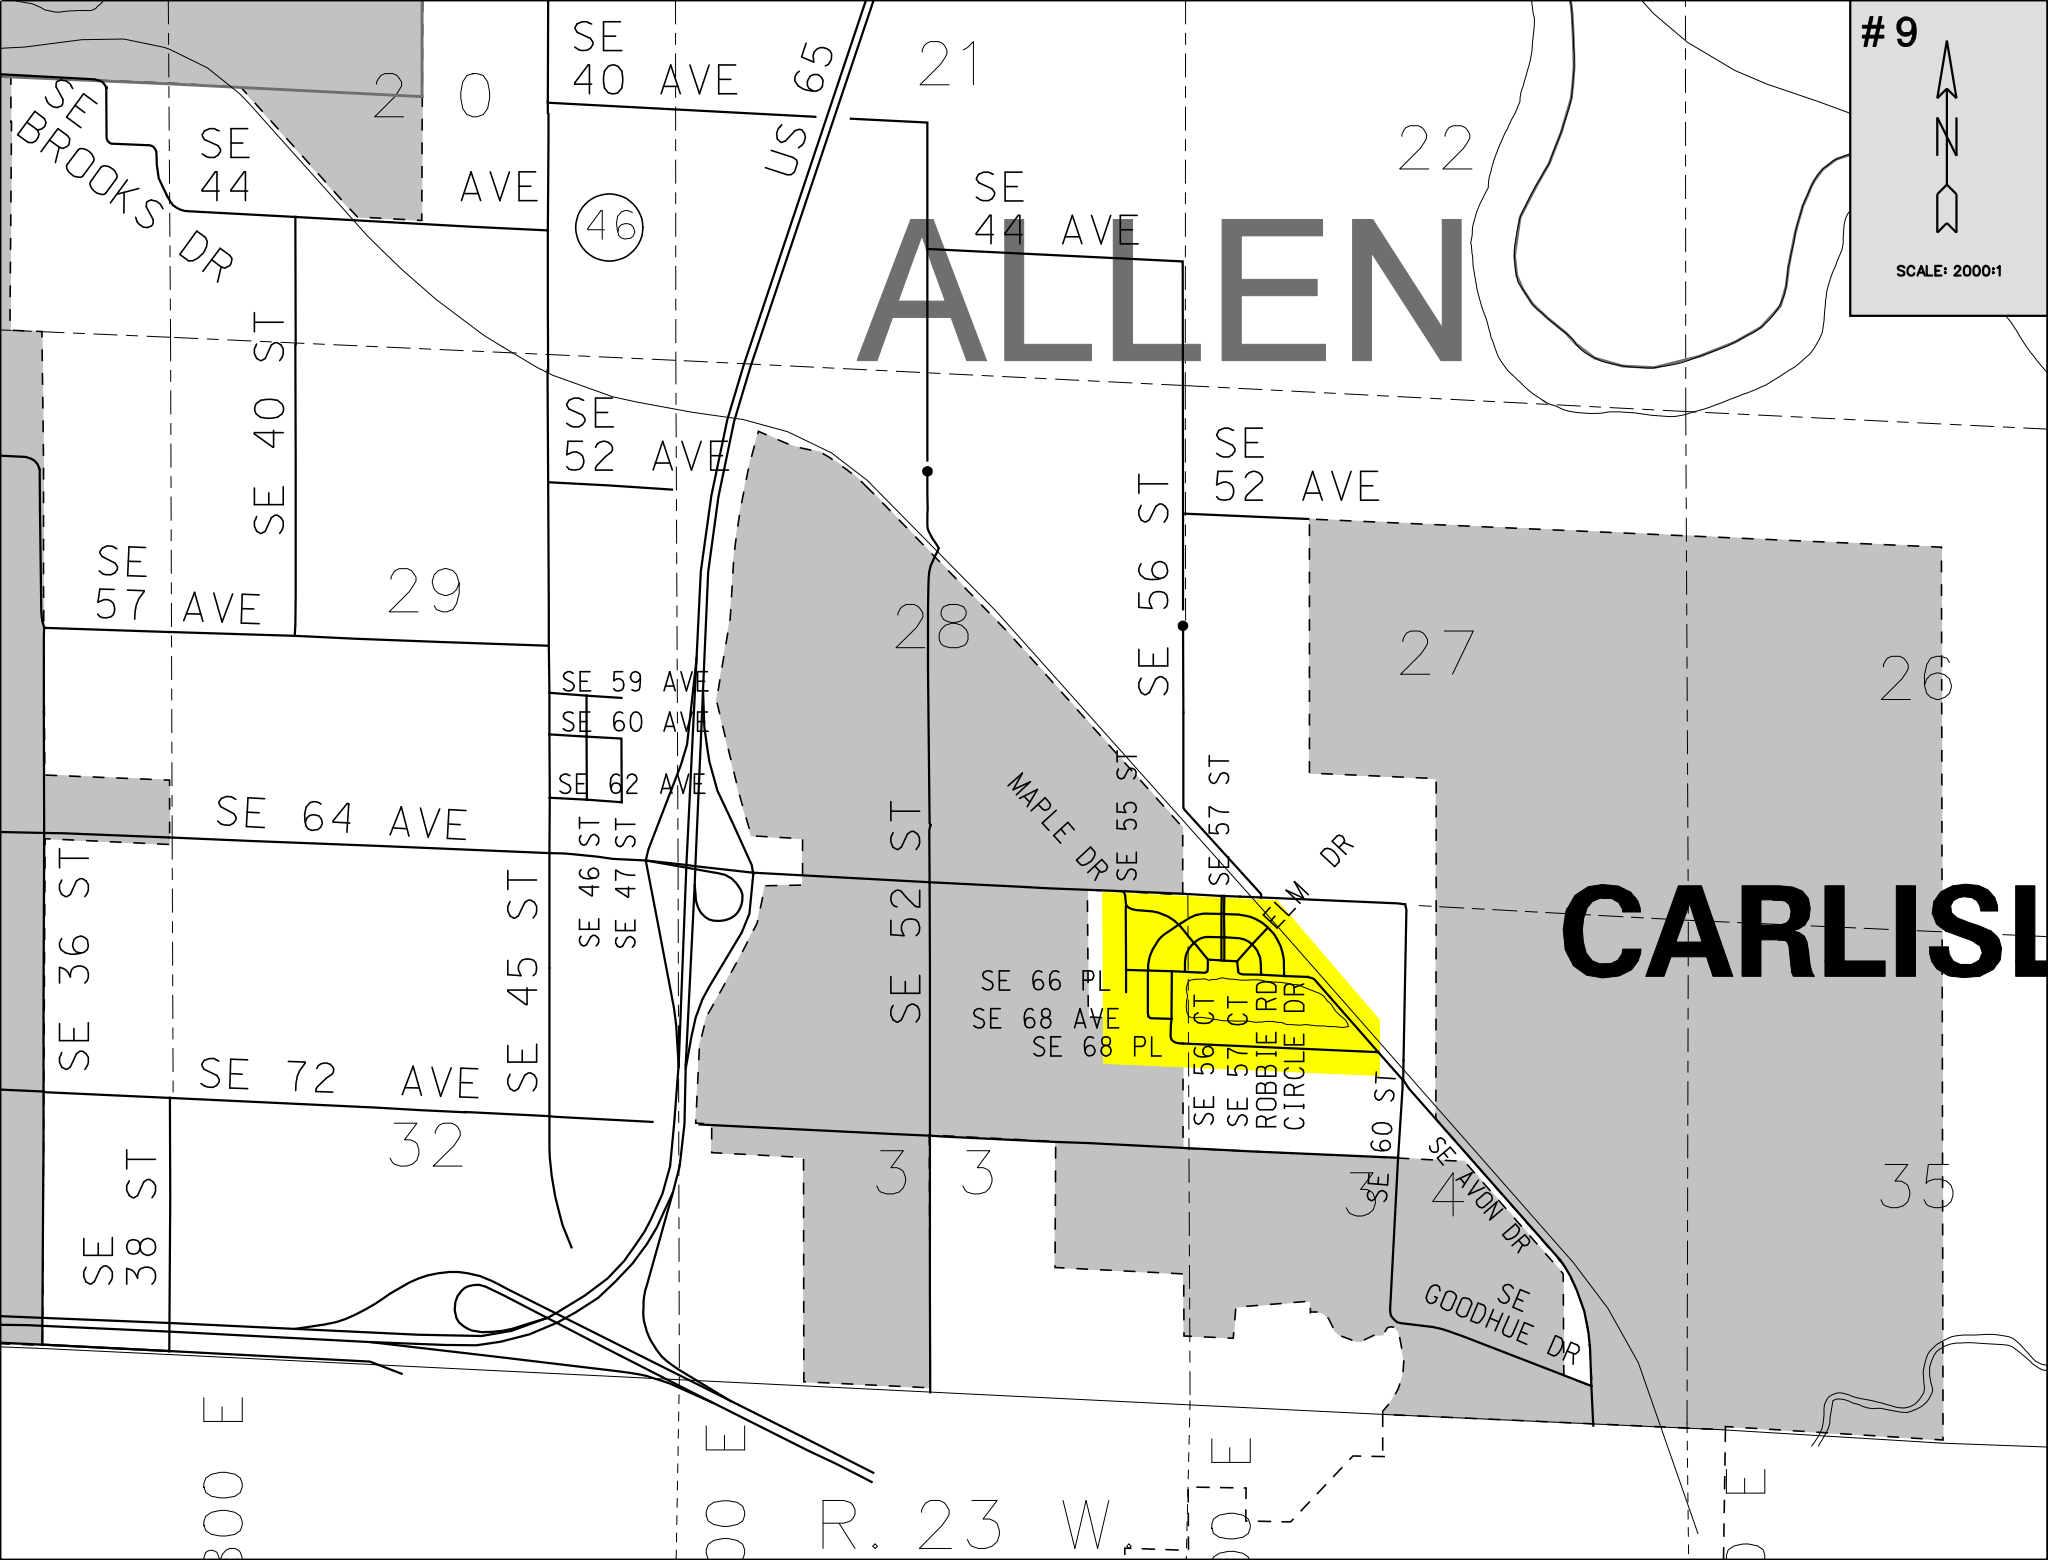 # 9
N
SCALE: 2000:1
SE
40 AVE
US 65
21
2 0
22
SE
BROOKS DR
SE
44 AVE
46
SE
44 AVE
ALLEN
SE 40 ST
SE
52 AVE
SE
52 AVE
SE 56 ST
SE
57 AVE
29
28
27
26
SE 59 AVE
SE 60 AVE
SE 62 AVE
SE 64 AVE
SE 46 ST
SE 47 ST
SE 36 ST
SE 45 ST
SE 52 ST
MAPLE DR
SE 55 ST
SE 57 ST
ELM DR
CARLISL
SE 66 PL
SE 68 AVE
SE 68 PL
SE 56 CT
SE 57 CT
ROBBIE RD
CIRCLE DR
SE 72 AVE
32
3 3
3 4
35
SE 60 ST
SE
SE AVON DR
SE
38 ST
SE
GOODHUE DR
300 E
00 E
00 E
0 E
R. 23 W.